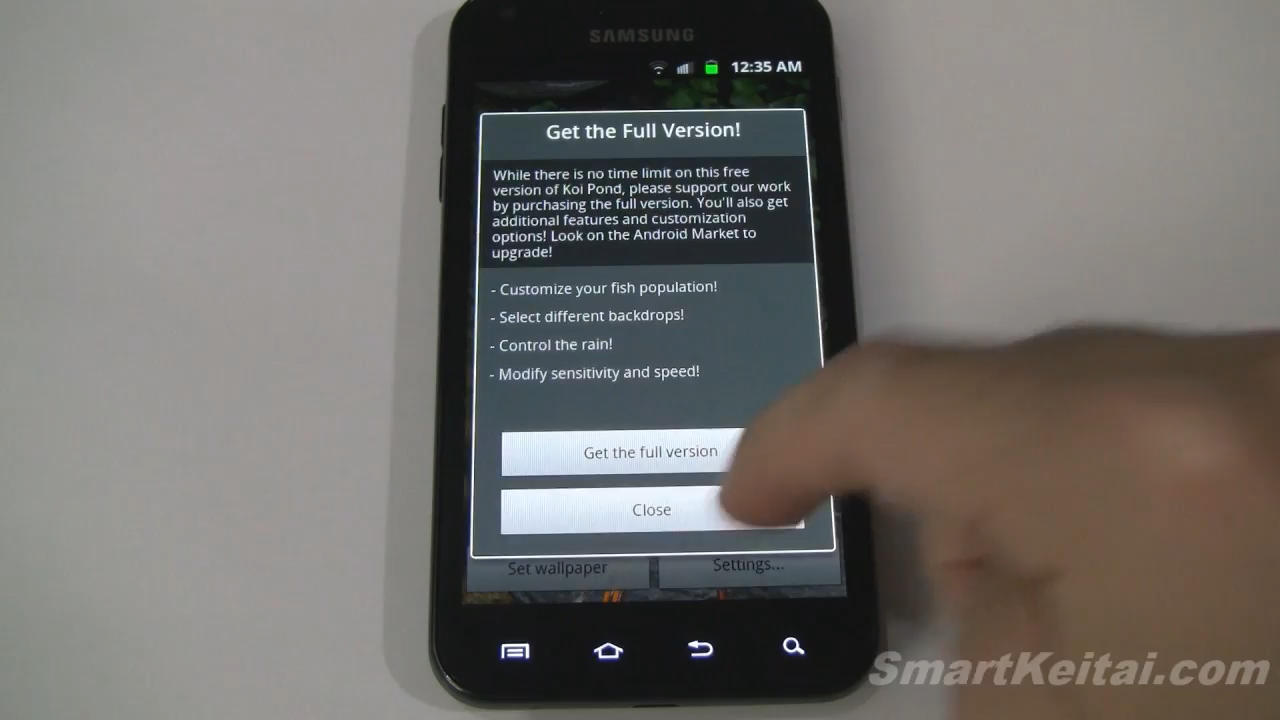 SAMSUNG
12:35 AM
Get the Full Version!
While there is no time limit on this free
version of Koi Pond, please support our work
by purchasing the full version. You'll also get
additional features and customization
options! Look on the Android Market to
upgrade!
- Customize your fish population!
- Select different backdrops!
- Control the rain!
- Modify sensitivity and speed!
Get the full version
Close
Set wallpaper
Settings...
SmartKeitai.com